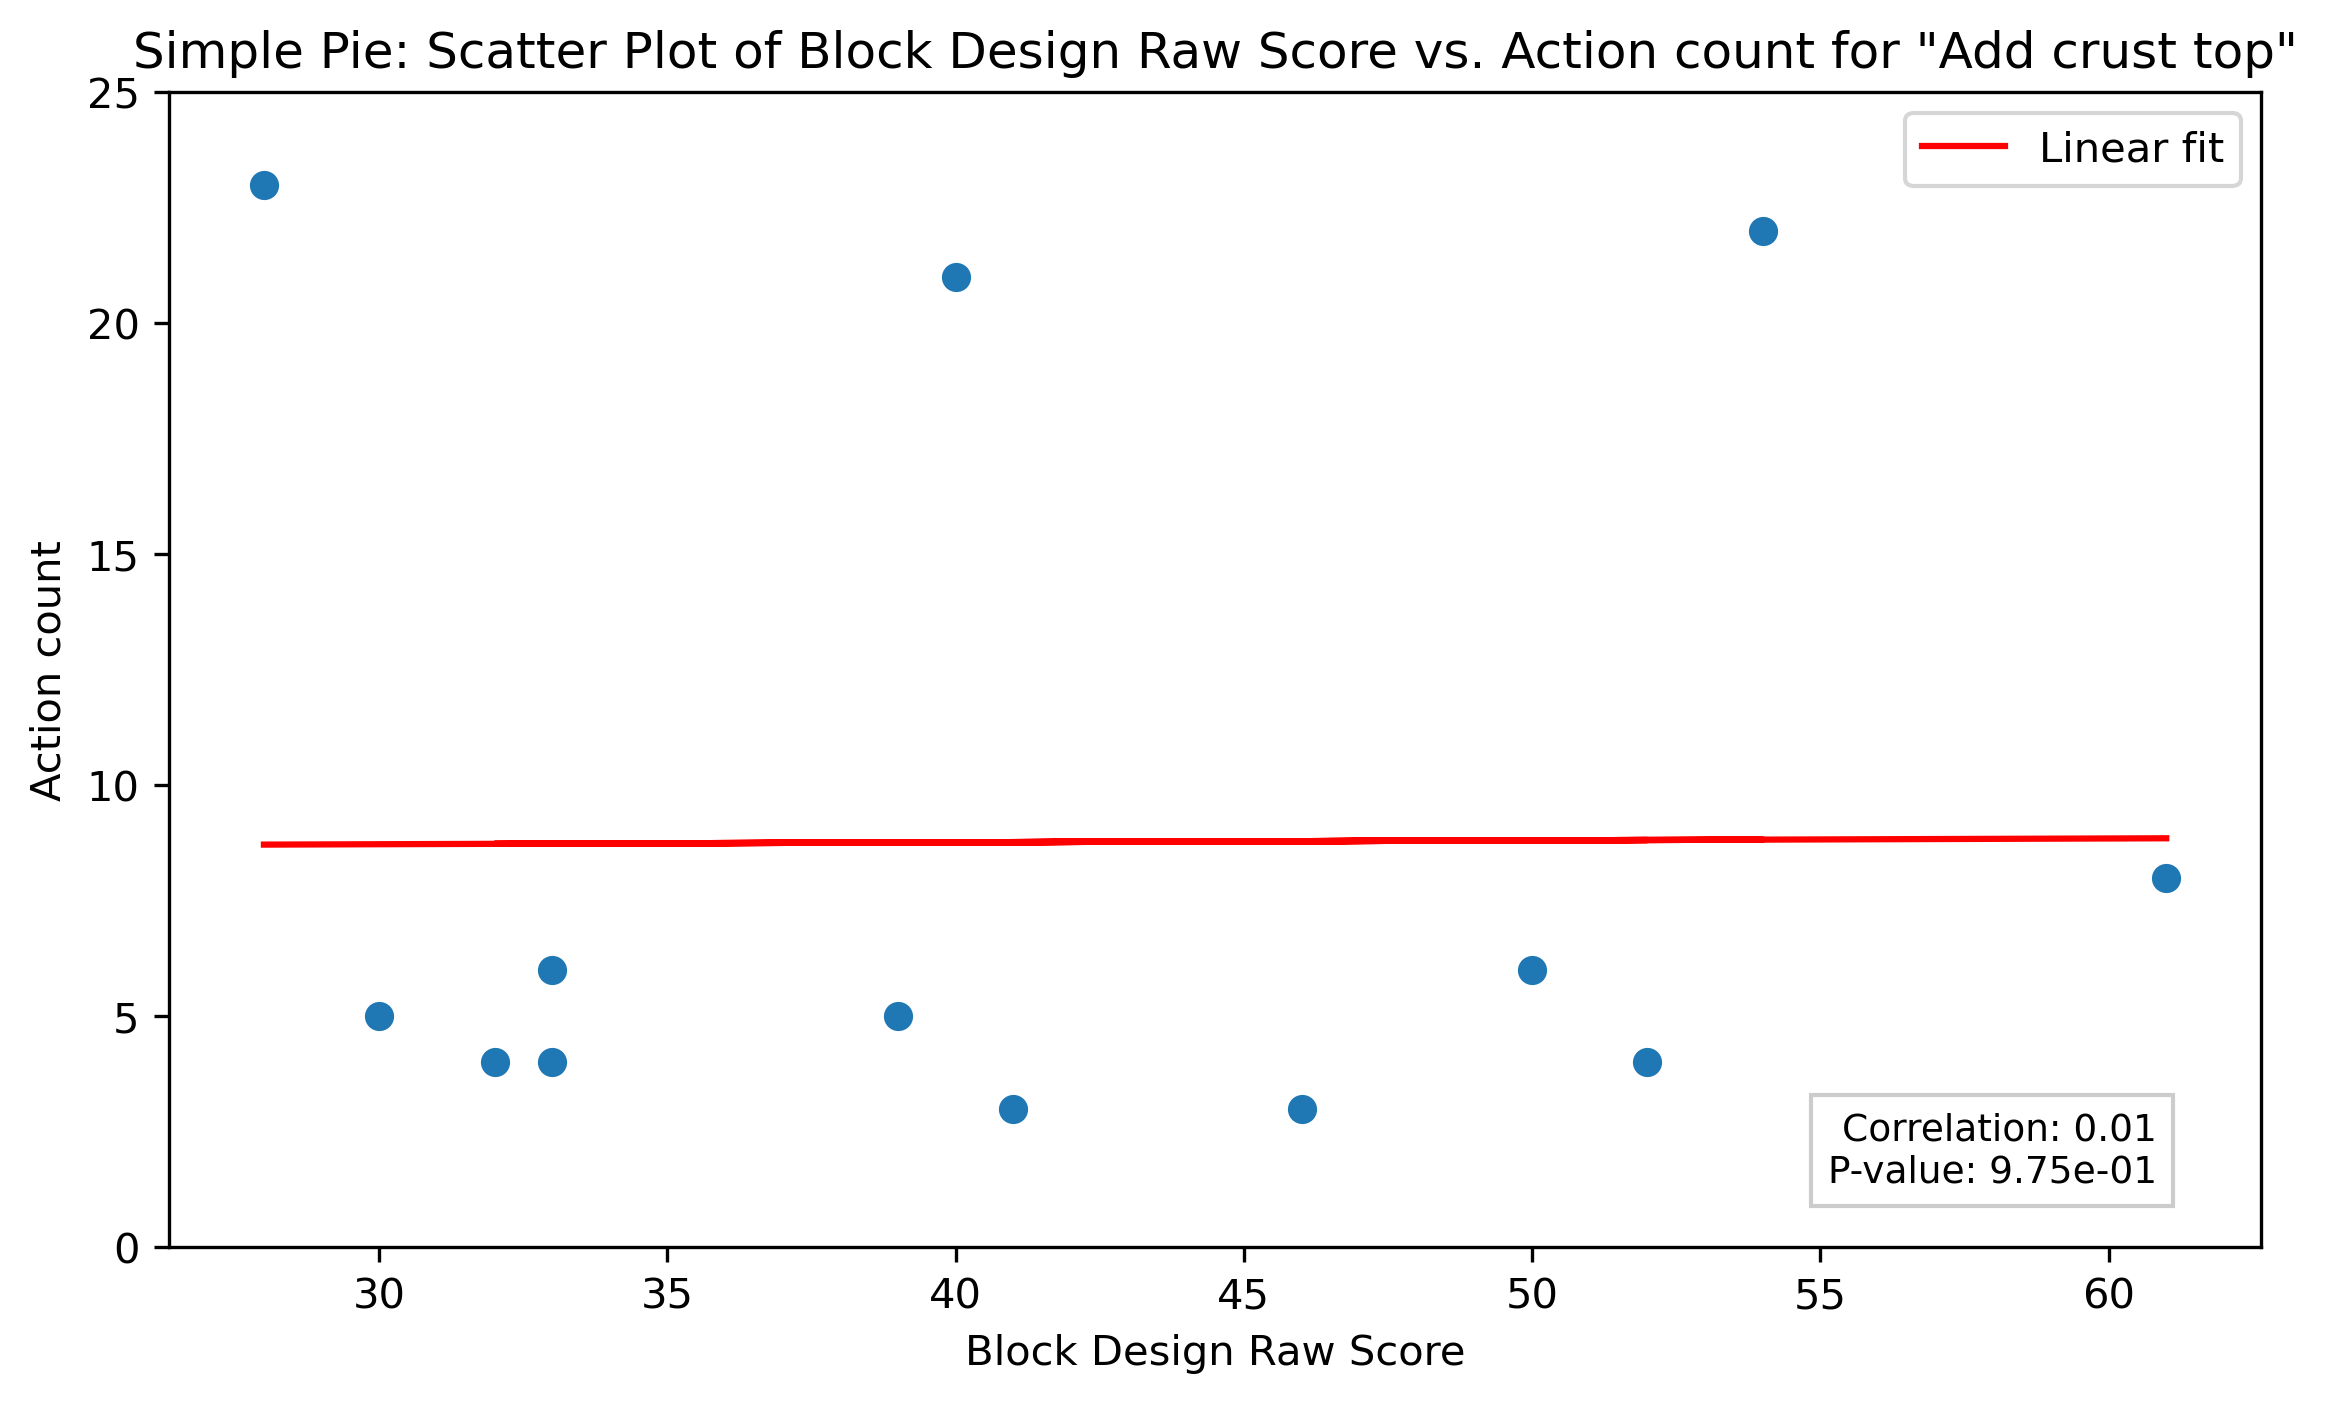 Simple Pie: Scatter Plot of Block Design Raw Score vs. Action count for "Add crust top"
Linear fit
Action count
25
20
15
10
5
0
Correlation: 0.01
P-value: 9.75e-01
30 35 40 45 50 55 60
Block Design Raw Score